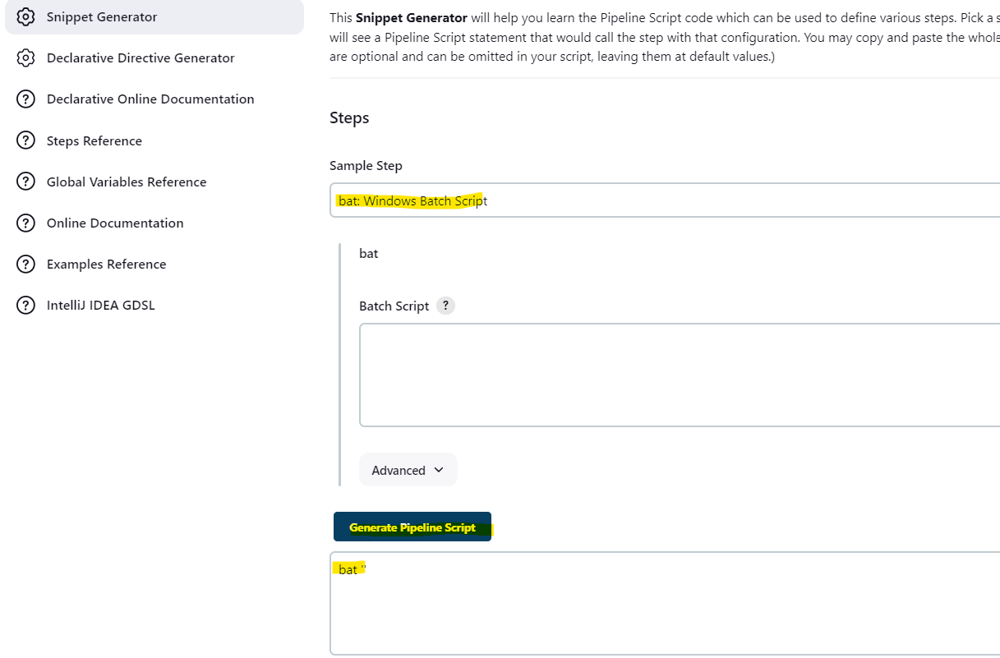 Snippet Generator
Declarative Directive Generator
Declarative Online Documentation
Steps Reference
Global Variables Reference
Online Documentation
Examples Reference
IntelliJ IDEA GDSL
This Snippet Generator will help you learn the Pipeline Script code which can be used to define various steps. Pick a s
will see a Pipeline Script statement that would call the step with that configuration. You may copy and paste the whole
are optional and can be omitted in your script, leaving them at default values.)
Steps
Sample Step
bat: Windows Batch Script
bat
Batch Script ?
Advanced
Generate Pipeline Script
bat ''